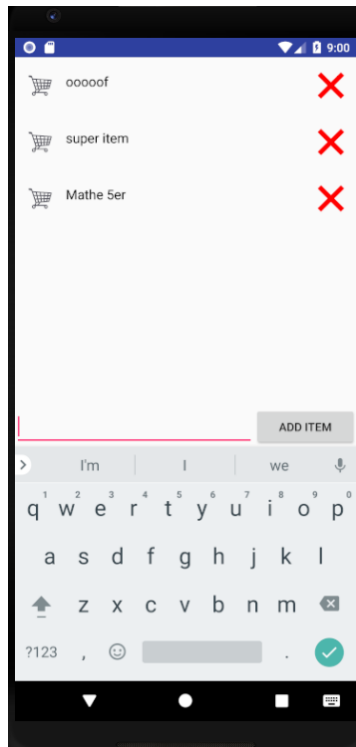 9:00
ooooof
super item
Mathe 5er
ADD ITEM
I'm I we
1 2 3 4 5 6 7 8 9 0
q w e r t y u i o p
a s d f g h j k l
z x c v b n m
?123 , .